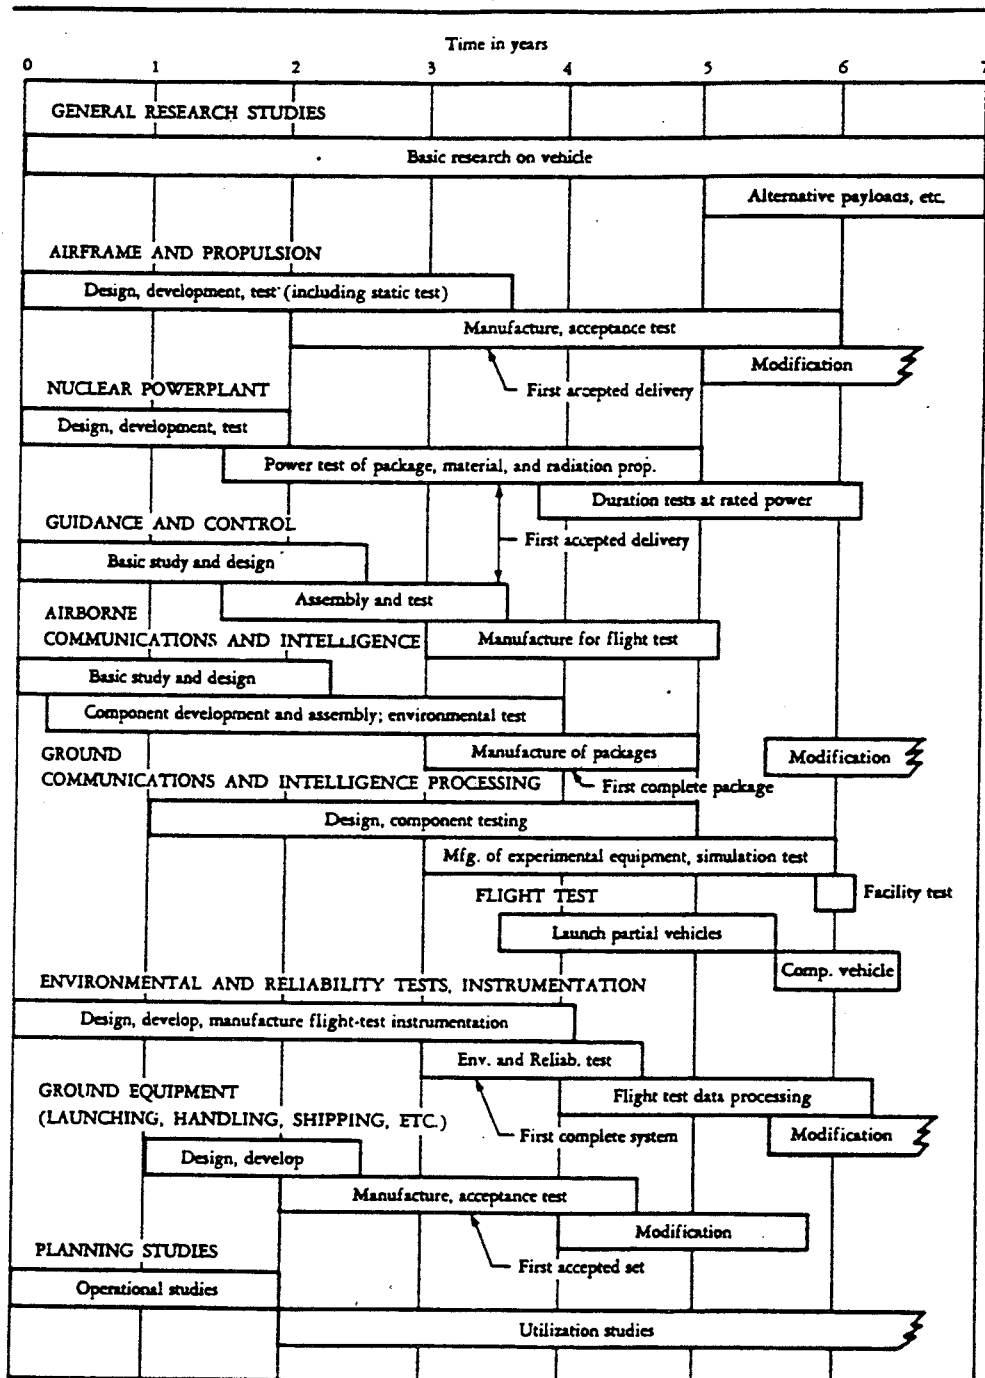 Time in years
0 1 2 3 4 5 6 7
GENERAL RESEARCH STUDIES
Basic research on vehicle
Alternative payloads, etc.
AIRFRAME AND PROPULSION
Design, development, test (including static test)
Manufacture, acceptance test
Modification
First accepted delivery
NUCLEAR POWERPLANT
Design, development, test
Power test of package, material, and radiation prop.
Duration tests at rated power
First accepted delivery
GUIDANCE AND CONTROL
Basic study and design
Assembly and test
Manufacture for flight test
AIRBORNE
COMMUNICATIONS AND INTELLIGENCE
Basic study and design
Component development and assembly; environmental test
Manufacture of packages
Modification
First complete package
GROUND
COMMUNICATIONS AND INTELLIGENCE PROCESSING
Design, component testing
Mfg. of experimental equipment, simulation test
Facility test
FLIGHT TEST
Launch partial vehicles
Comp. vehicle
ENVIRONMENTAL AND RELIABILITY TESTS, INSTRUMENTATION
Design, develop, manufacture flight-test instrumentation
Env. and Reliab. test
Flight test data processing
Modification
First complete system
GROUND EQUIPMENT
(LAUNCHING, HANDLING, SHIPPING, ETC.)
Design, develop
Manufacture, acceptance test
Modification
First accepted set
PLANNING STUDIES
Operational studies
Utilization studies